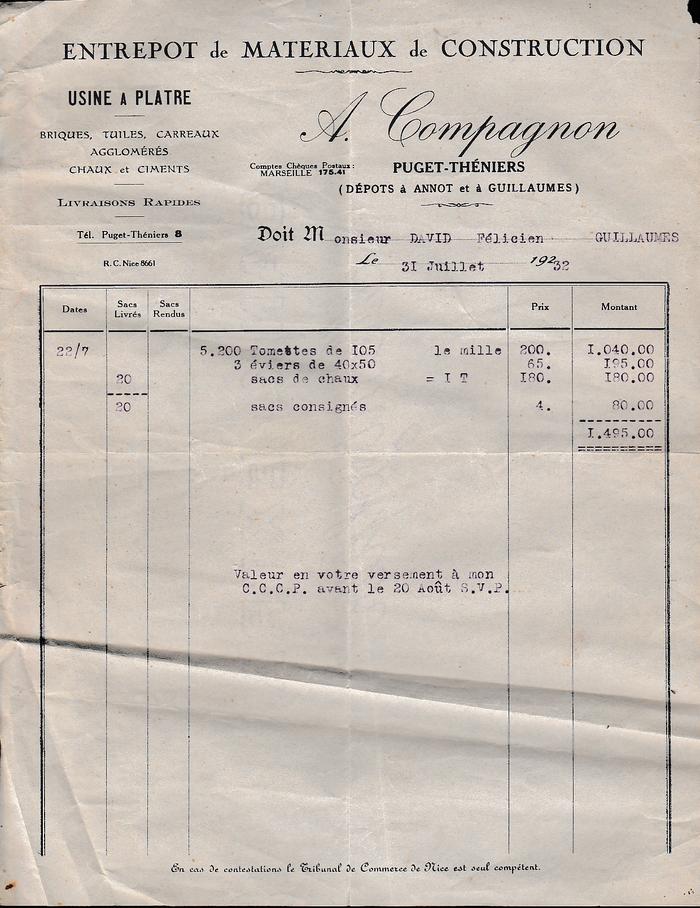 ENTREPOT de MATERIAUX de CONSTRUCTION
USINE A PLATRE
BRIQUES, TUILES, CARREAUX
AGGLOMÉRÉS
CHAUX et CIMENTS
LIVRAISONS RAPIDES
Tél. Puget-Théniers 8
R.C. Nice 8661
A. Compagnon
Comptes Chèques Postaux :
MARSEILLE 175.41
PUGET-THÉNIERS
(DÉPOTS à ANNOT et à GUILLAUMES)
Doit Monsieur DAVID Félicien GUILLAUMES
Le 31 Juillet 19232
Dates Sacs Livrés Sacs Rendus Prix Montant
22/7 5.200 Tomettes de I05 le mille 200. I.040.00
3 éviers de 40x50 65. I95.00
20 sacs de chaux = I T I80. I80.00
20 sacs consignés 4. 80.00
I.495.00
Valeur en votre versement à mon
C.C.C.P. avant le 20 Août S.V.P.
En cas de contestations le Tribunal de Commerce de Nice est seul compétent.